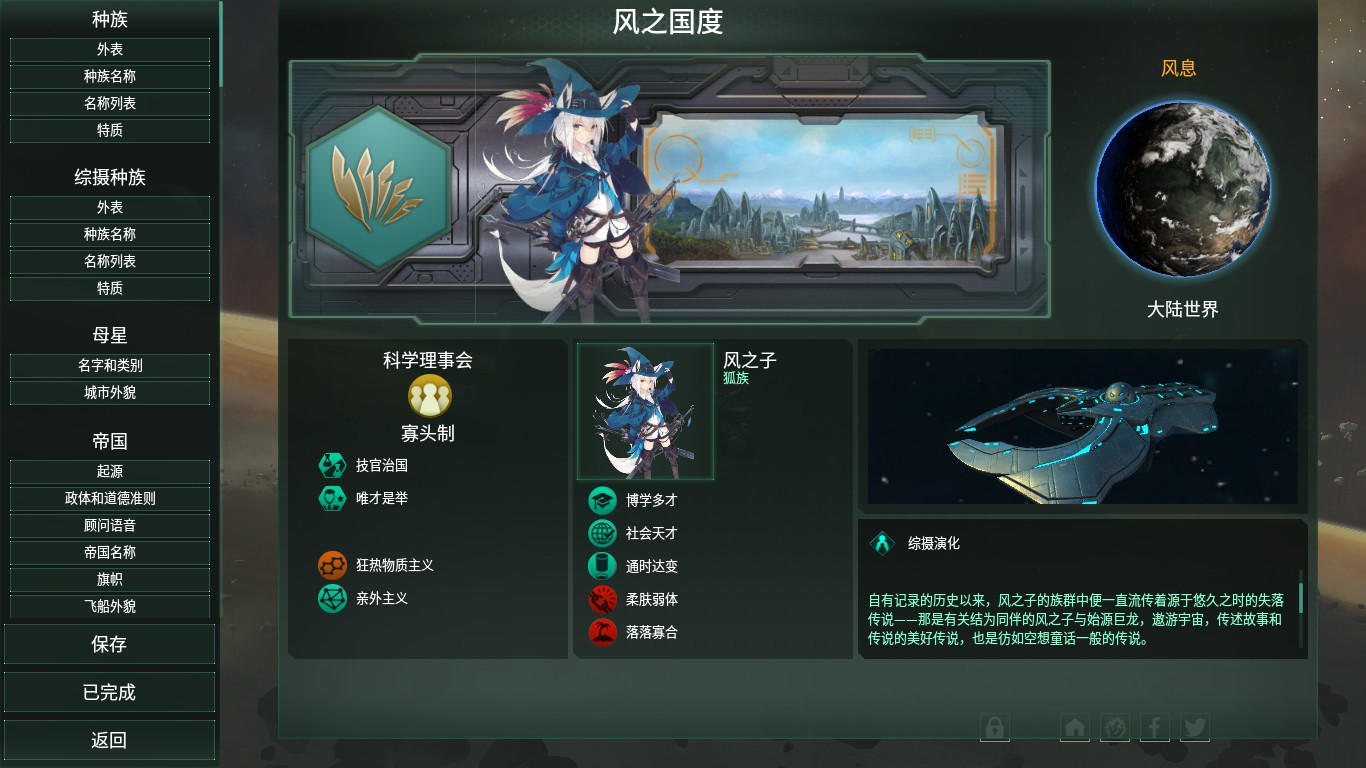 种族
外表
种族名称
名称列表
特质
综摄种族
外表
种族名称
名称列表
特质
母星
名字和类别
城市外貌
帝国
起源
政体和道德准则
顾问语音
帝国名称
旗帜
飞船外貌
保存
已完成
返回
风之国度
风息
大陆世界
科学理事会
寡头制
技官治国
唯才是举
狂热物质主义
亲外主义
风之子
狐族
博学多才
社会天才
通时达变
柔肤弱体
落落寡合
综摄演化
自有记录的历史以来，风之子的族群中便一直流传着源于悠久之时的失落
传说——那是有关结为同伴的风之子与始源巨龙，遨游宇宙，传述故事和
传说的美好传说，也是彷如空想童话一般的传说。